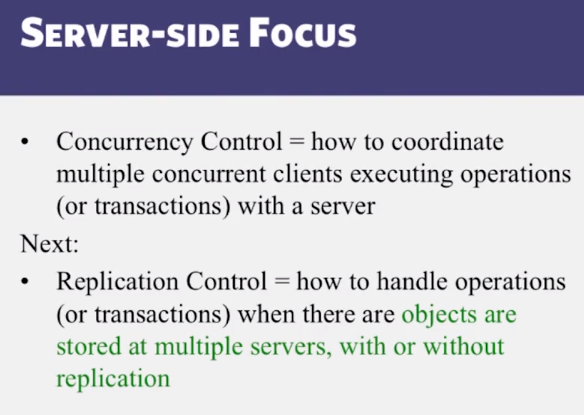 SERVER-SIDE FOCUS
• Concurrency Control = how to coordinate
multiple concurrent clients executing operations
(or transactions) with a server
Next:
• Replication Control = how to handle operations
(or transactions) when there are objects are
stored at multiple servers, with or without
replication